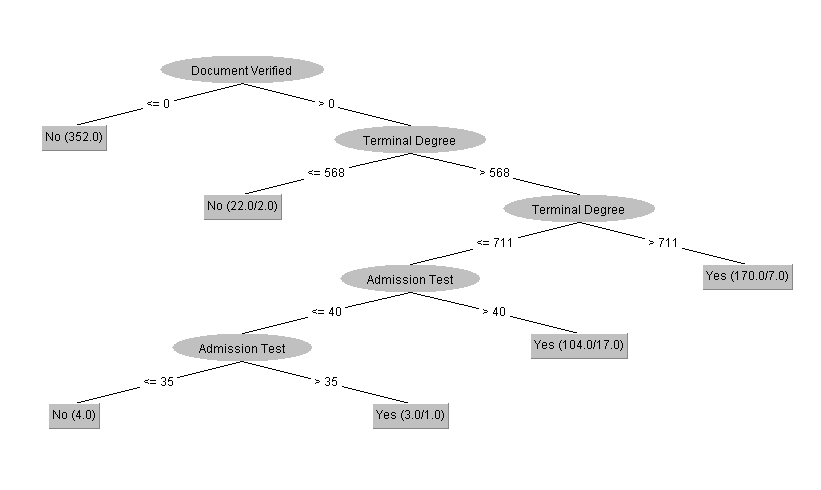 Document Verified
<= 0
> 0
No (352.0)
Terminal Degree
<= 568
> 568
No (22.0/2.0)
Terminal Degree
<= 711
> 711
Admission Test
Yes (170.0/7.0)
<= 40
> 40
Admission Test
Yes (104.0/17.0)
<= 35
> 35
No (4.0)
Yes (3.0/1.0)